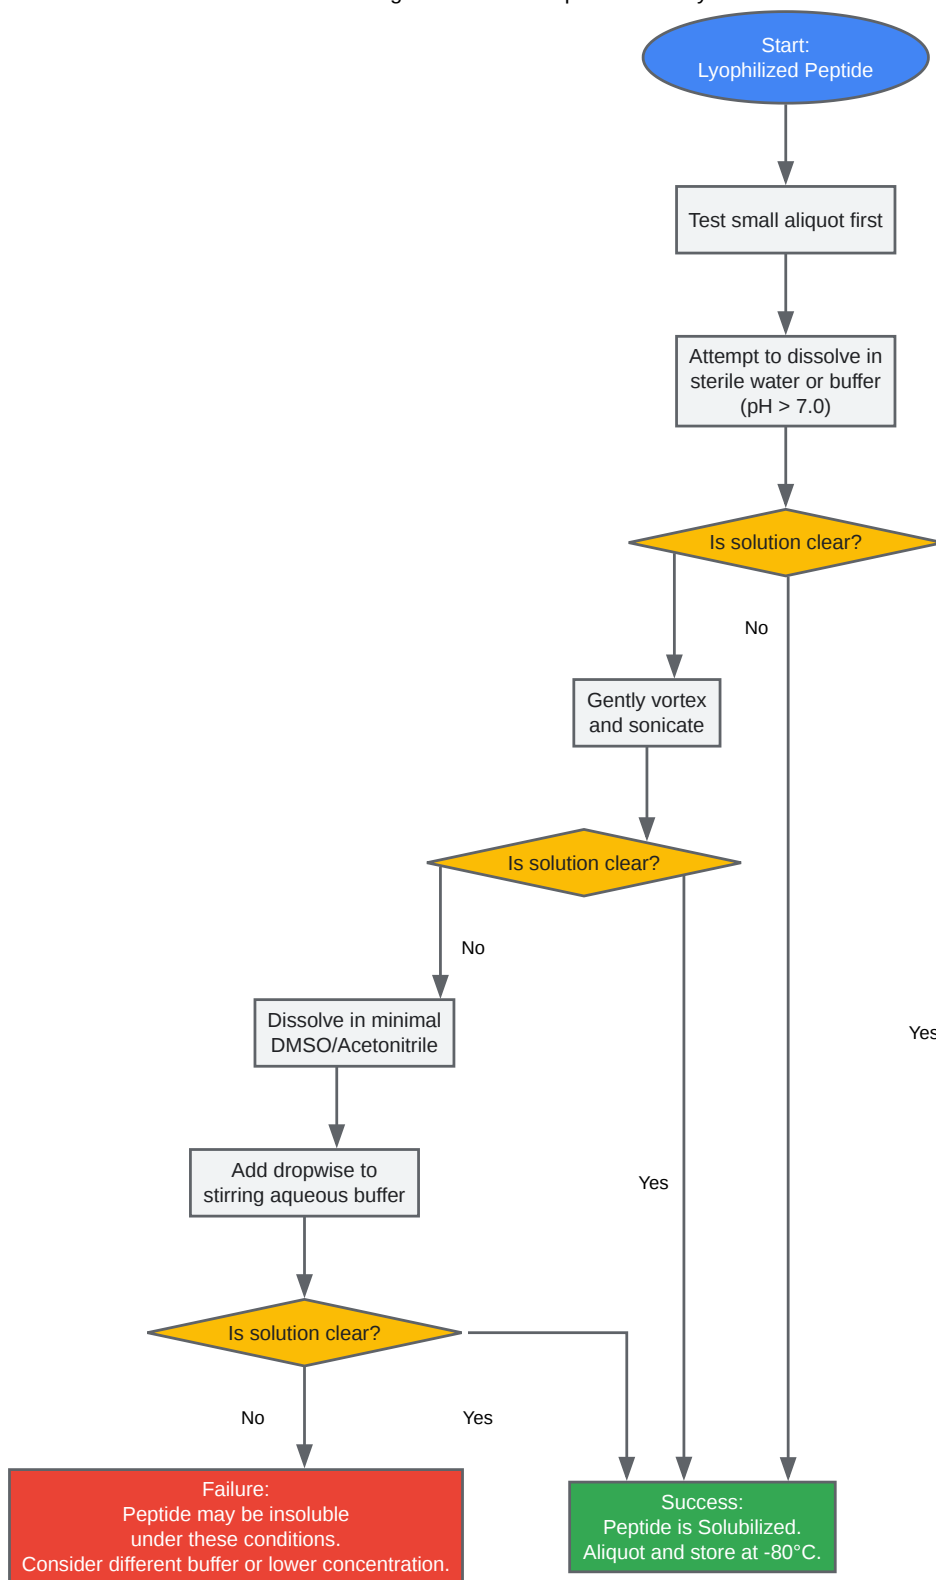 Start:
Lyophilized Peptide
Test small aliquot first
Attempt to dissolve in
sterile water or buffer
(pH > 7.0)
Is solution clear?
No
Gently vortex
and sonicate
Is solution clear?
No
Dissolve in minimal
DMSO/Acetonitrile
Yes
Add dropwise to
stirring aqueous buffer
Yes
Is solution clear?
No
Yes
Failure:
Peptide may be insoluble
under these conditions.
Consider different buffer or lower concentration.
Success:
Peptide is Solubilized.
Aliquot and store at -80°C.